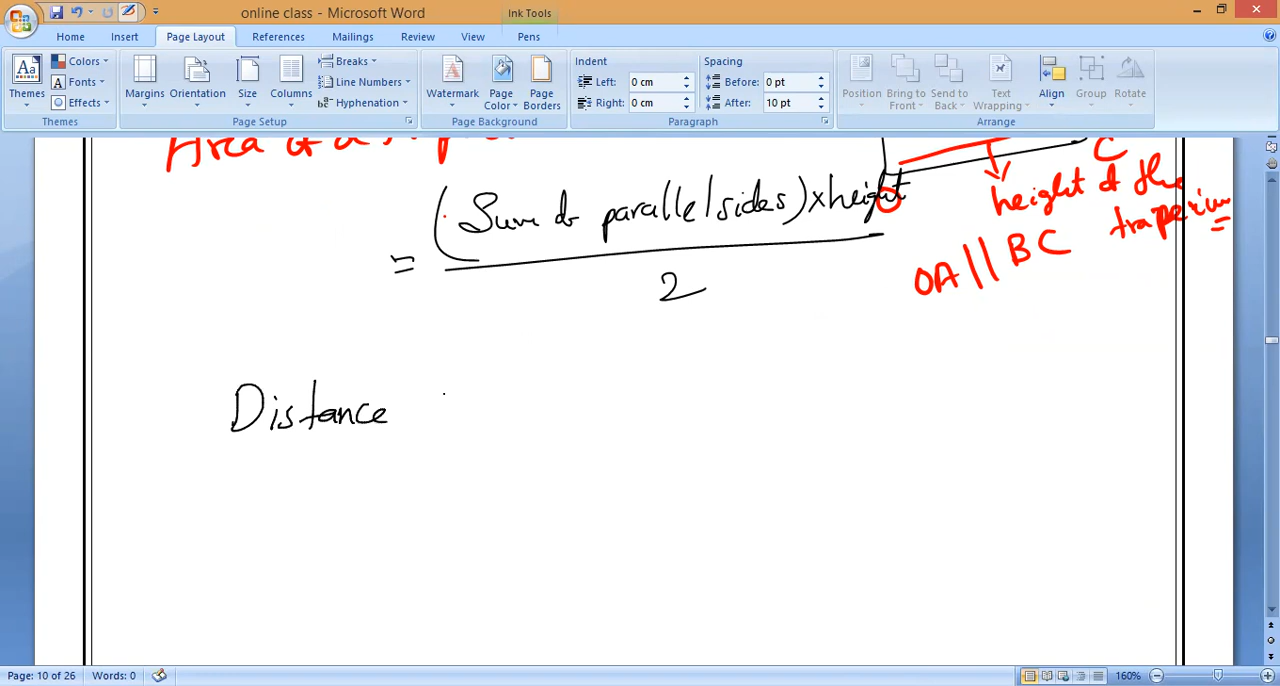 online class - Microsoft Word
Ink Tools
Home Insert Page Layout References Mailings Review View Pens
Themes
Colors
Fonts
Effects
Themes
Margins
Orientation
Size
Columns
Breaks
Line Numbers
Hyphenation
Page Setup
Watermark
Page Color
Page Borders
Page Background
Indent
Left: 0 cm
Right: 0 cm
Spacing
Before: 0 pt
After: 10 pt
Paragraph
Position
Bring to Front
Send to Back
Text Wrapping
Align
Group
Rotate
Arrange
Area of a
C
O
= (Sum of parallel sides) x height
2
height of the
trapezium
OA || BC
Distance
Page: 10 of 26 Words: 0 160%